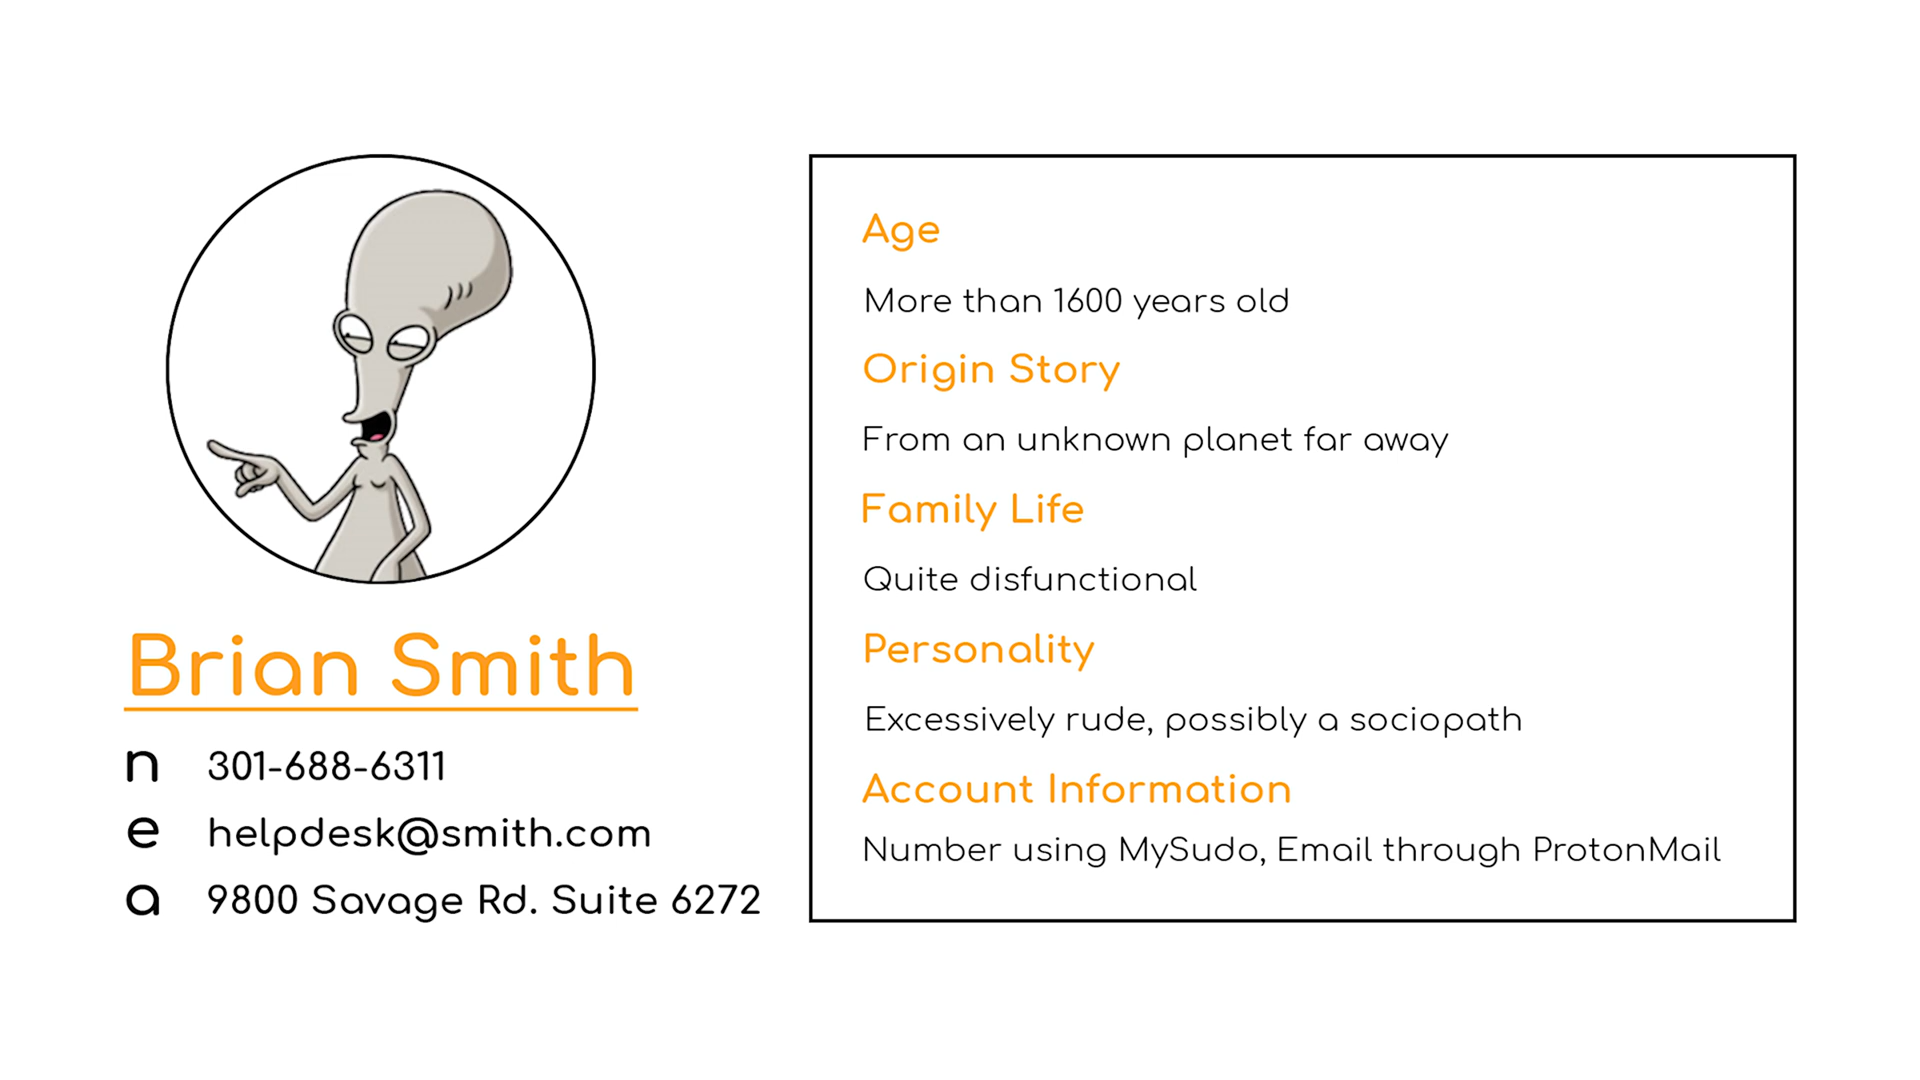 Brian Smith
n 301-688-6311
e helpdesk@smith.com
a 9800 Savage Rd. Suite 6272
Age
More than 1600 years old
Origin Story
From an unknown planet far away
Family Life
Quite disfunctional
Personality
Excessively rude, possibly a sociopath
Account Information
Number using MySudo, Email through ProtonMail